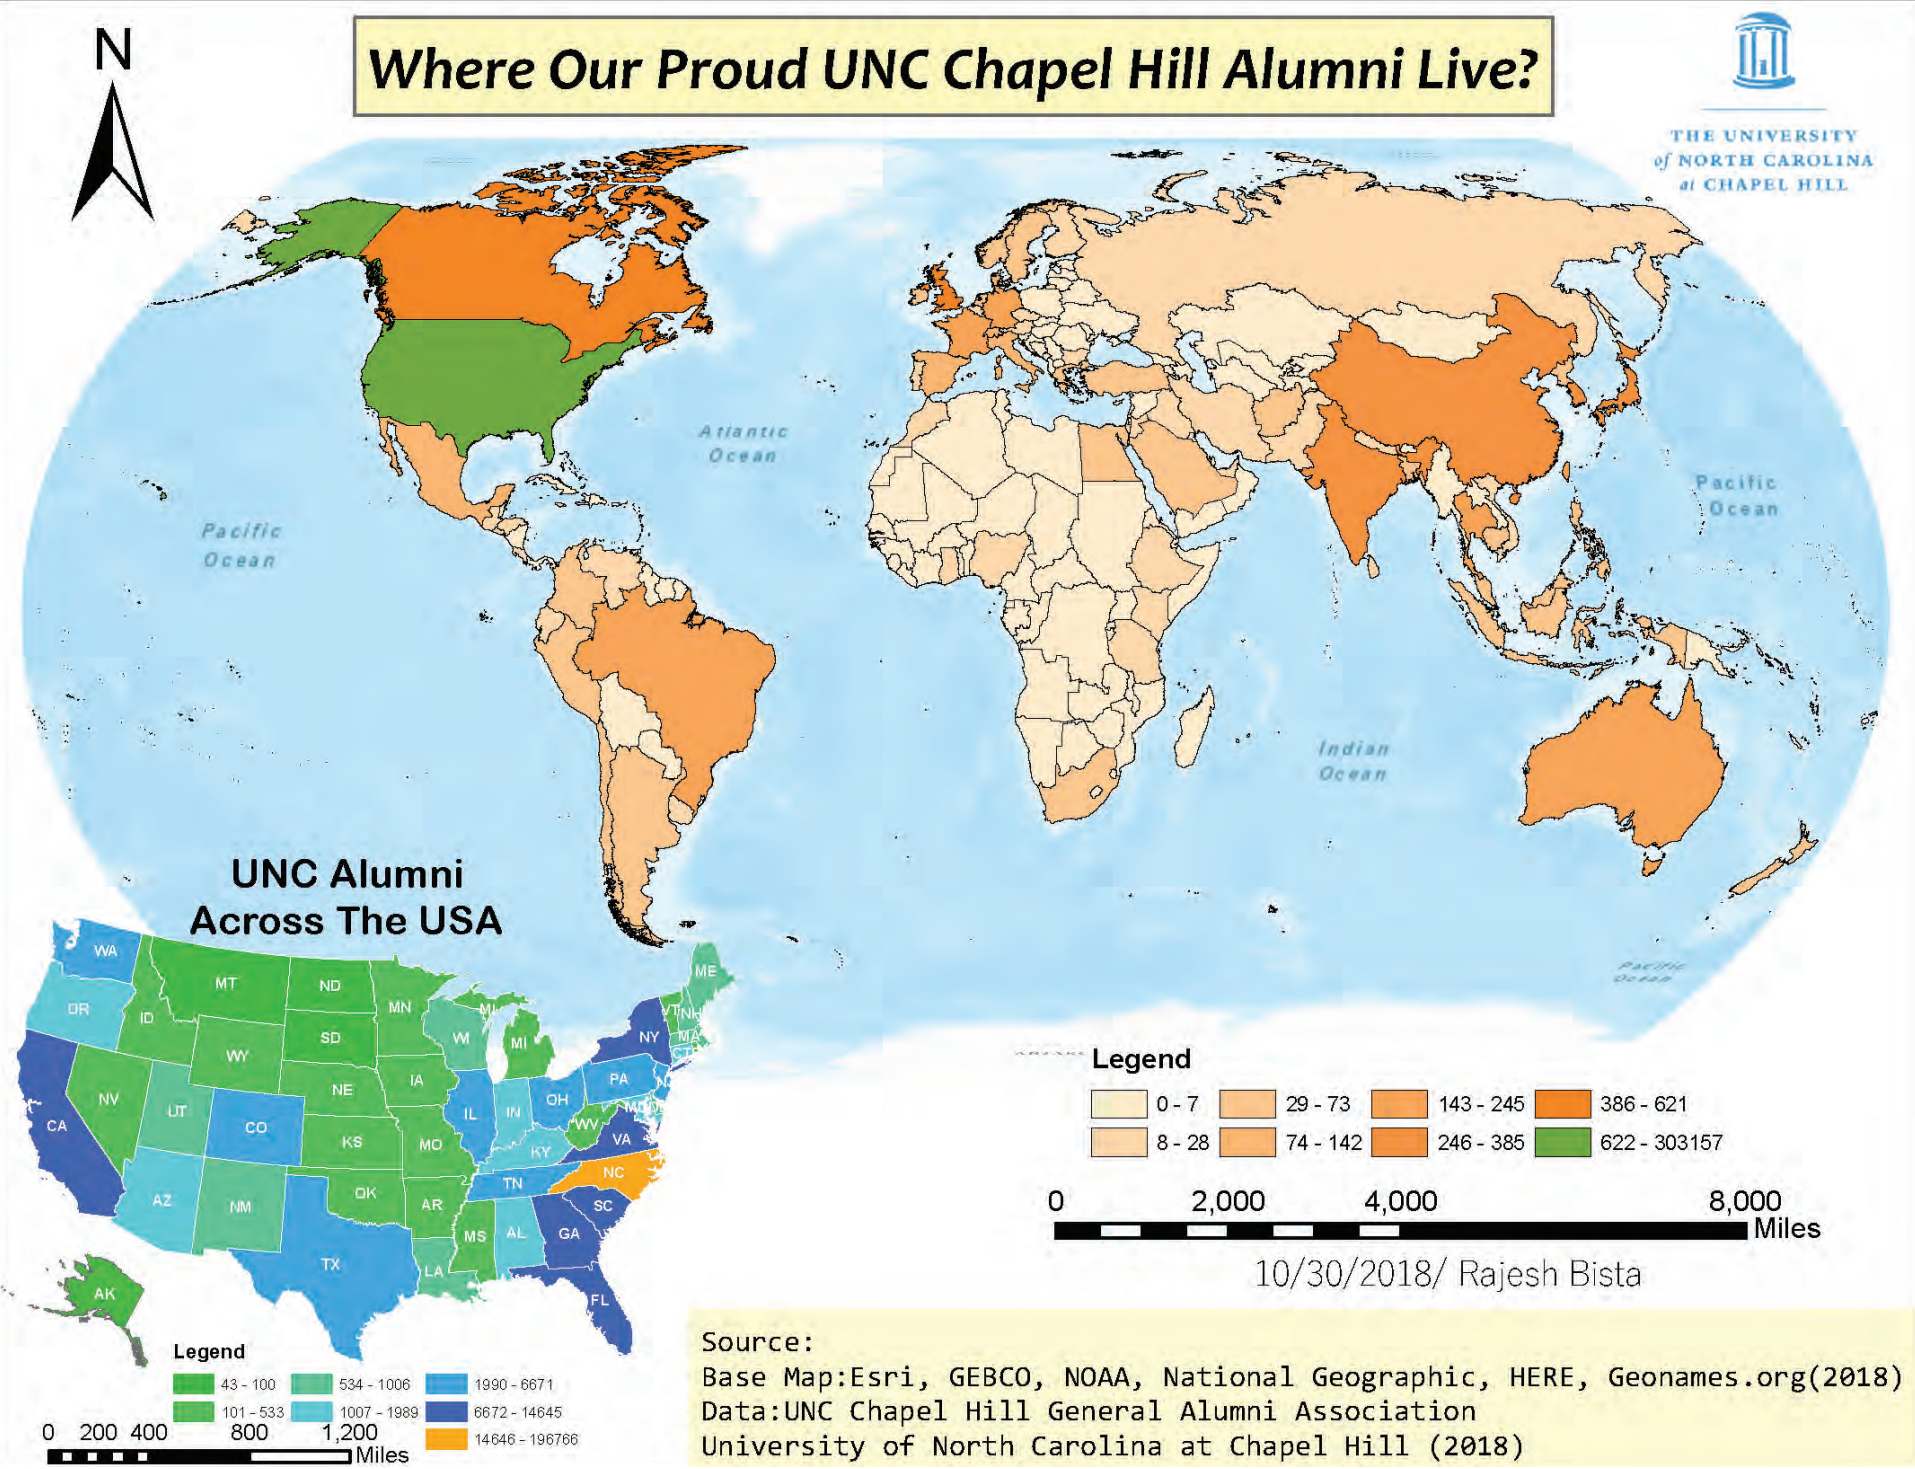 N
Where Our Proud UNC Chapel Hill Alumni Live?
THE UNIVERSITY
of NORTH CAROLINA
at CHAPEL HILL
Atlantic
Ocean
Pacific
Ocean
Pacific
Ocean
Indian
Ocean
Pacific
Ocean
UNC Alumni
Across The USA
WA
OR
CA
NV
ID
MT
WY
UT
AZ
CO
NM
ND
SD
NE
KS
OK
TX
MN
IA
MO
AR
LA
WI
IL
MI
MI
IN
OH
KY
TN
MS
AL
GA
FL
SC
NC
VA
WV
PA
NY
VT
NH
ME
MA
CT
MD
AK
Legend
43 - 100
101 - 533
534 - 1006
1007 - 1989
1990 - 6671
6672 - 14645
14646 - 196766
0 200 400 800 1,200
Miles
Legend
0 - 7
8 - 28
29 - 73
74 - 142
143 - 245
246 - 385
386 - 621
622 - 303157
0 2,000 4,000 8,000
Miles
10/30/2018/ Rajesh Bista
Source:
Base Map:Esri, GEBCO, NOAA, National Geographic, HERE, Geonames.org(2018)
Data:UNC Chapel Hill General Alumni Association
University of North Carolina at Chapel Hill (2018)